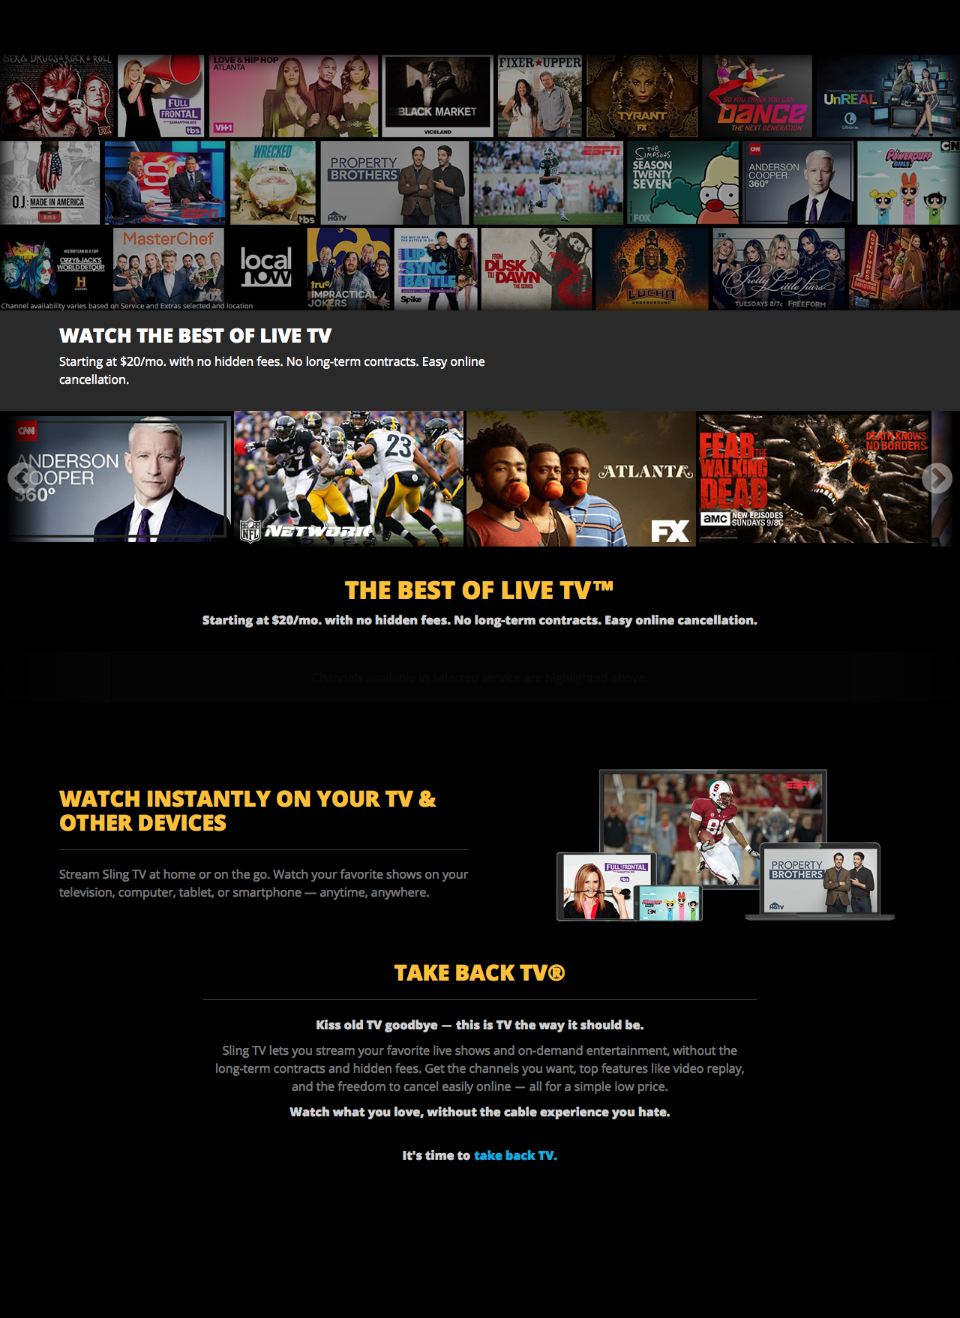 SEX & DRUGS & ROCK & ROLL
FULL
FRONTAL
WITH SAMANTHA BEE
tbs
LOVE & HIP HOP
ATLANTA
VH1
BLACK MARKET
VICELAND
FIXER UPPER
TYRANT
FX
SO YOU THINK YOU CAN
DANCE
THE NEXT GENERATION
UnREAL
Lifetime
O.J.: MADE IN AMERICA
ESPN
WRECKED
tbs
PROPERTY
BROTHERS
HGTV
ESPN
THE
Simpsons
SEASON
TWENTY
SEVEN
FOX
CNN
ANDERSON
COOPER
360°
CN
POWERPUFF
GIRLS
OZZY & JACK'S
WORLD DETOUR
H
HISTORY
MasterChef
FOX
local
now
tru
IMPRACTICAL
JOKERS
LIP
SYNC
BATTLE
Spike
FROM
DUSK
TILL
DAWN
THE SERIES
LUCHA
UNDERGROUND
Pretty Little Liars
TUESDAYS 8/7c FREEFORM
Channel availability varies based on Service and Extras selected and location
WATCH THE BEST OF LIVE TV
Starting at $20/mo. with no hidden fees. No long-term contracts. Easy online
cancellation.
CNN
ANDERSON
COOPER
360°
23
NFL
NETWORK
ATLANTA
FX
FEAR THE
WALKING
DEAD
DEATH KNOWS
NO BORDERS
amc NEW EPISODES
SUNDAYS 9/8c
THE BEST OF LIVE TV™
Starting at $20/mo. with no hidden fees. No long-term contracts. Easy online cancellation.
Channels available in selected service are highlighted above.
WATCH INSTANTLY ON YOUR TV &
OTHER DEVICES
Stream Sling TV at home or on the go. Watch your favorite shows on your
television, computer, tablet, or smartphone — anytime, anywhere.
ESPN
FULL FRONTAL
tbs
CN
PROPERTY
BROTHERS
HGTV
TAKE BACK TV®
Kiss old TV goodbye — this is TV the way it should be.
Sling TV lets you stream your favorite live shows and on-demand entertainment, without the
long-term contracts and hidden fees. Get the channels you want, top features like video replay,
and the freedom to cancel easily online — all for a simple low price.
Watch what you love, without the cable experience you hate.
It's time to take back TV.